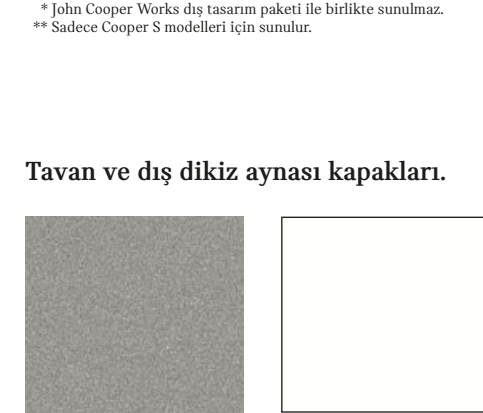 * John Cooper Works dış tasarım paketi ile birlikte sunulmaz.
** Sadece Cooper S modelleri için sunulur.
Tavan ve dış dikiz aynası kapakları.